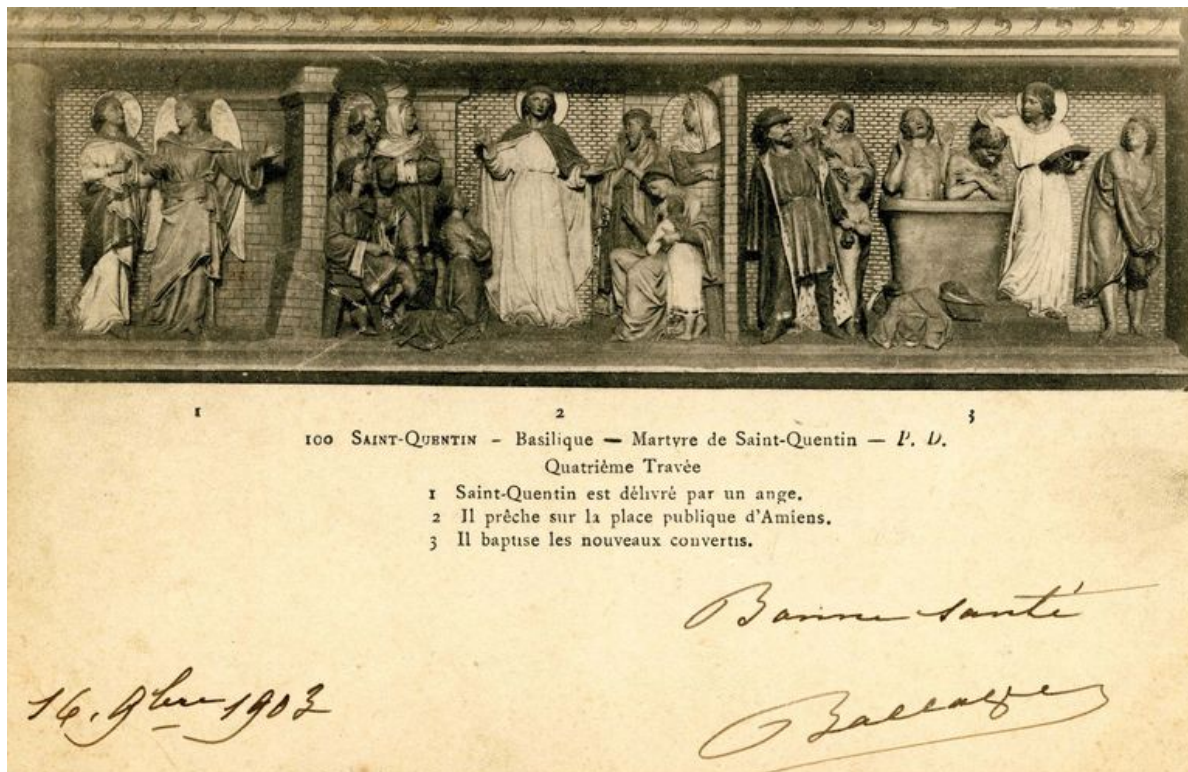 1 2 3
100 SAINT-QUENTIN - Basilique — Martyre de Saint-Quentin — P. D.
Quatrième Travée
1 Saint-Quentin est délivré par un ange.
2 Il prêche sur la place publique d'Amiens.
3 Il baptise les nouveaux convertis.
Bonne santé
16. 9bre 1903